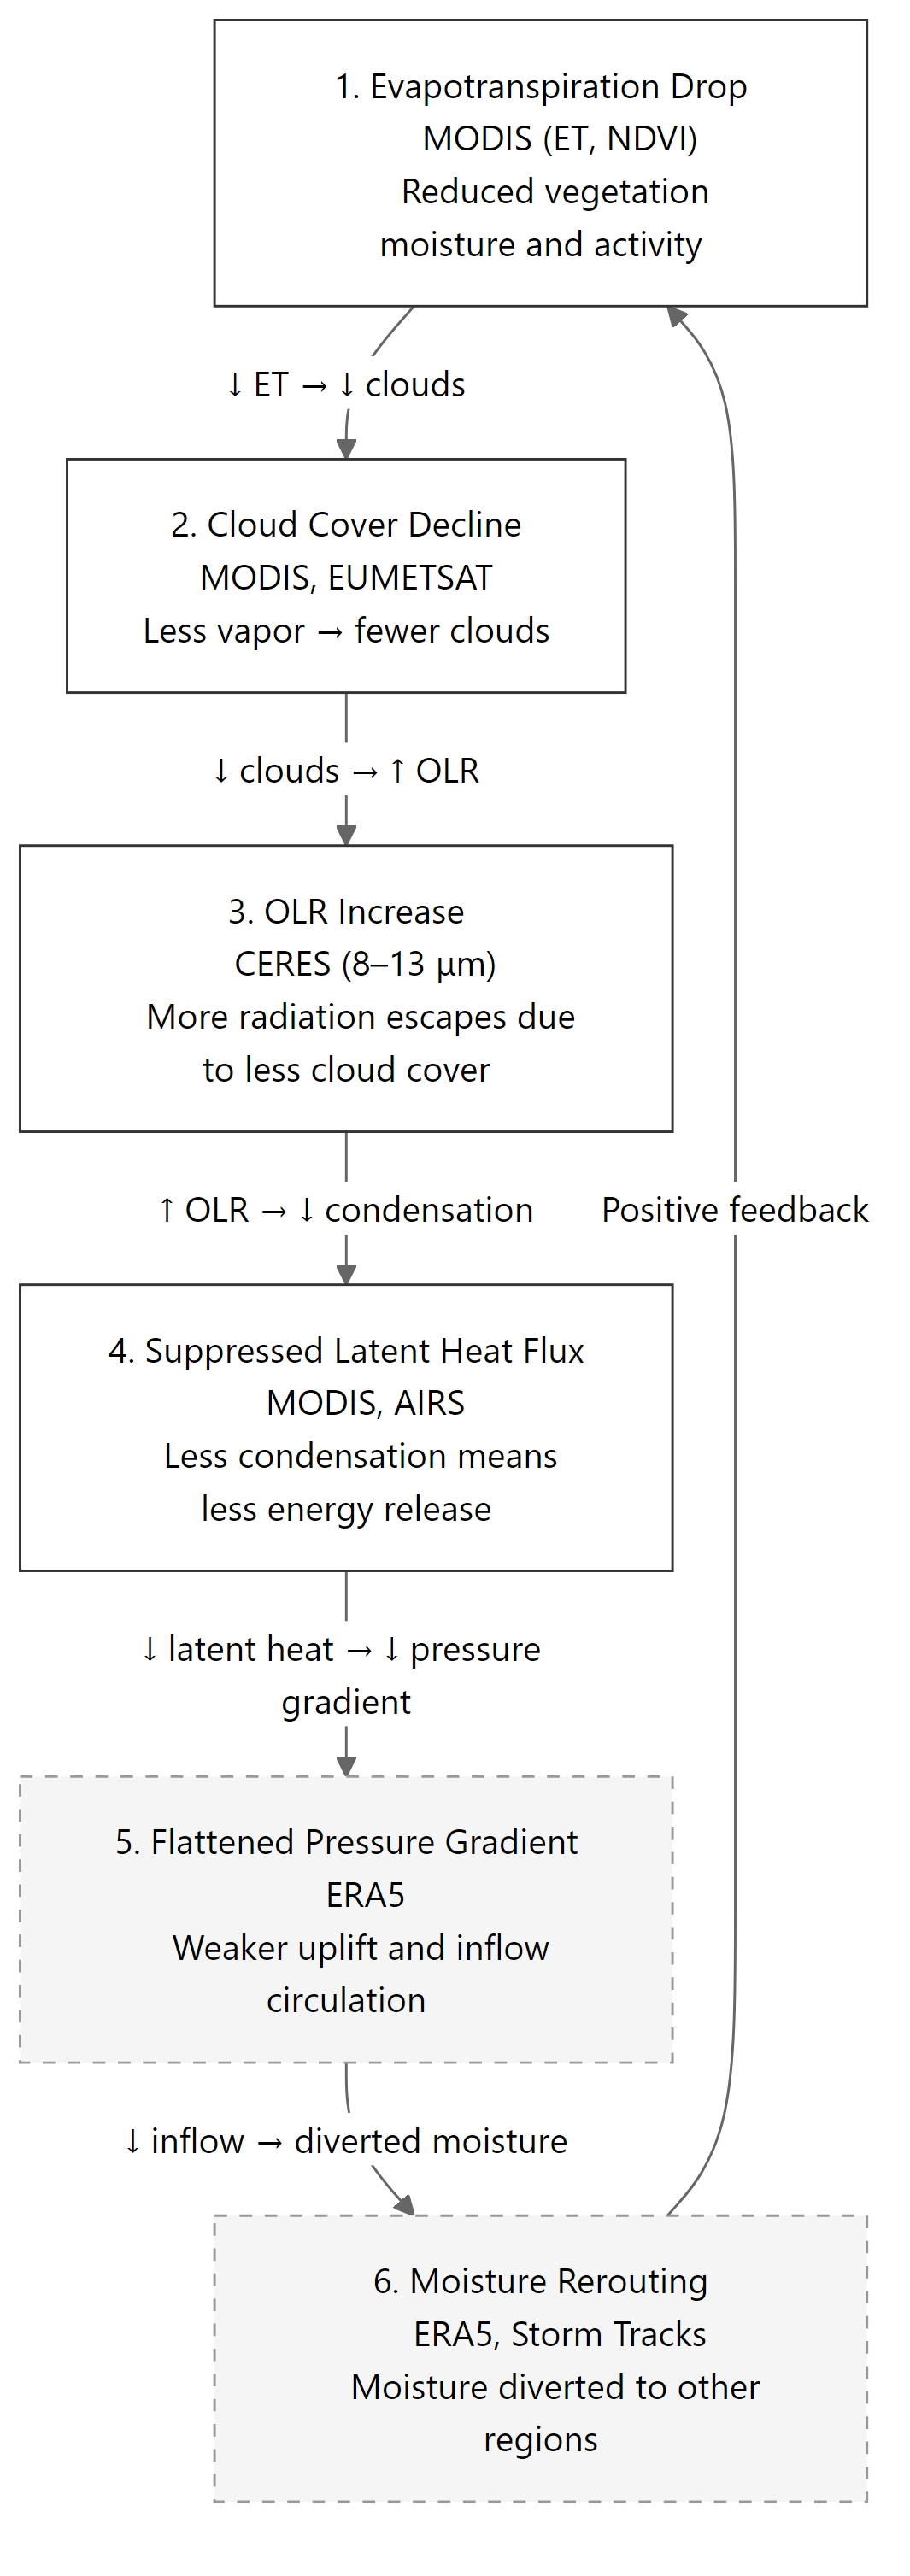 1. Evapotranspiration Drop
MODIS (ET, NDVI)
Reduced vegetation
moisture and activity
↓ ET → ↓ clouds
2. Cloud Cover Decline
MODIS, EUMETSAT
Less vapor → fewer clouds
↓ clouds → ↑ OLR
3. OLR Increase
CERES (8–13 μm)
More radiation escapes due
to less cloud cover
↑ OLR → ↓ condensation
Positive feedback
4. Suppressed Latent Heat Flux
MODIS, AIRS
Less condensation means
less energy release
↓ latent heat → ↓ pressure
gradient
5. Flattened Pressure Gradient
ERA5
Weaker uplift and inflow
circulation
↓ inflow → diverted moisture
6. Moisture Rerouting
ERA5, Storm Tracks
Moisture diverted to other
regions